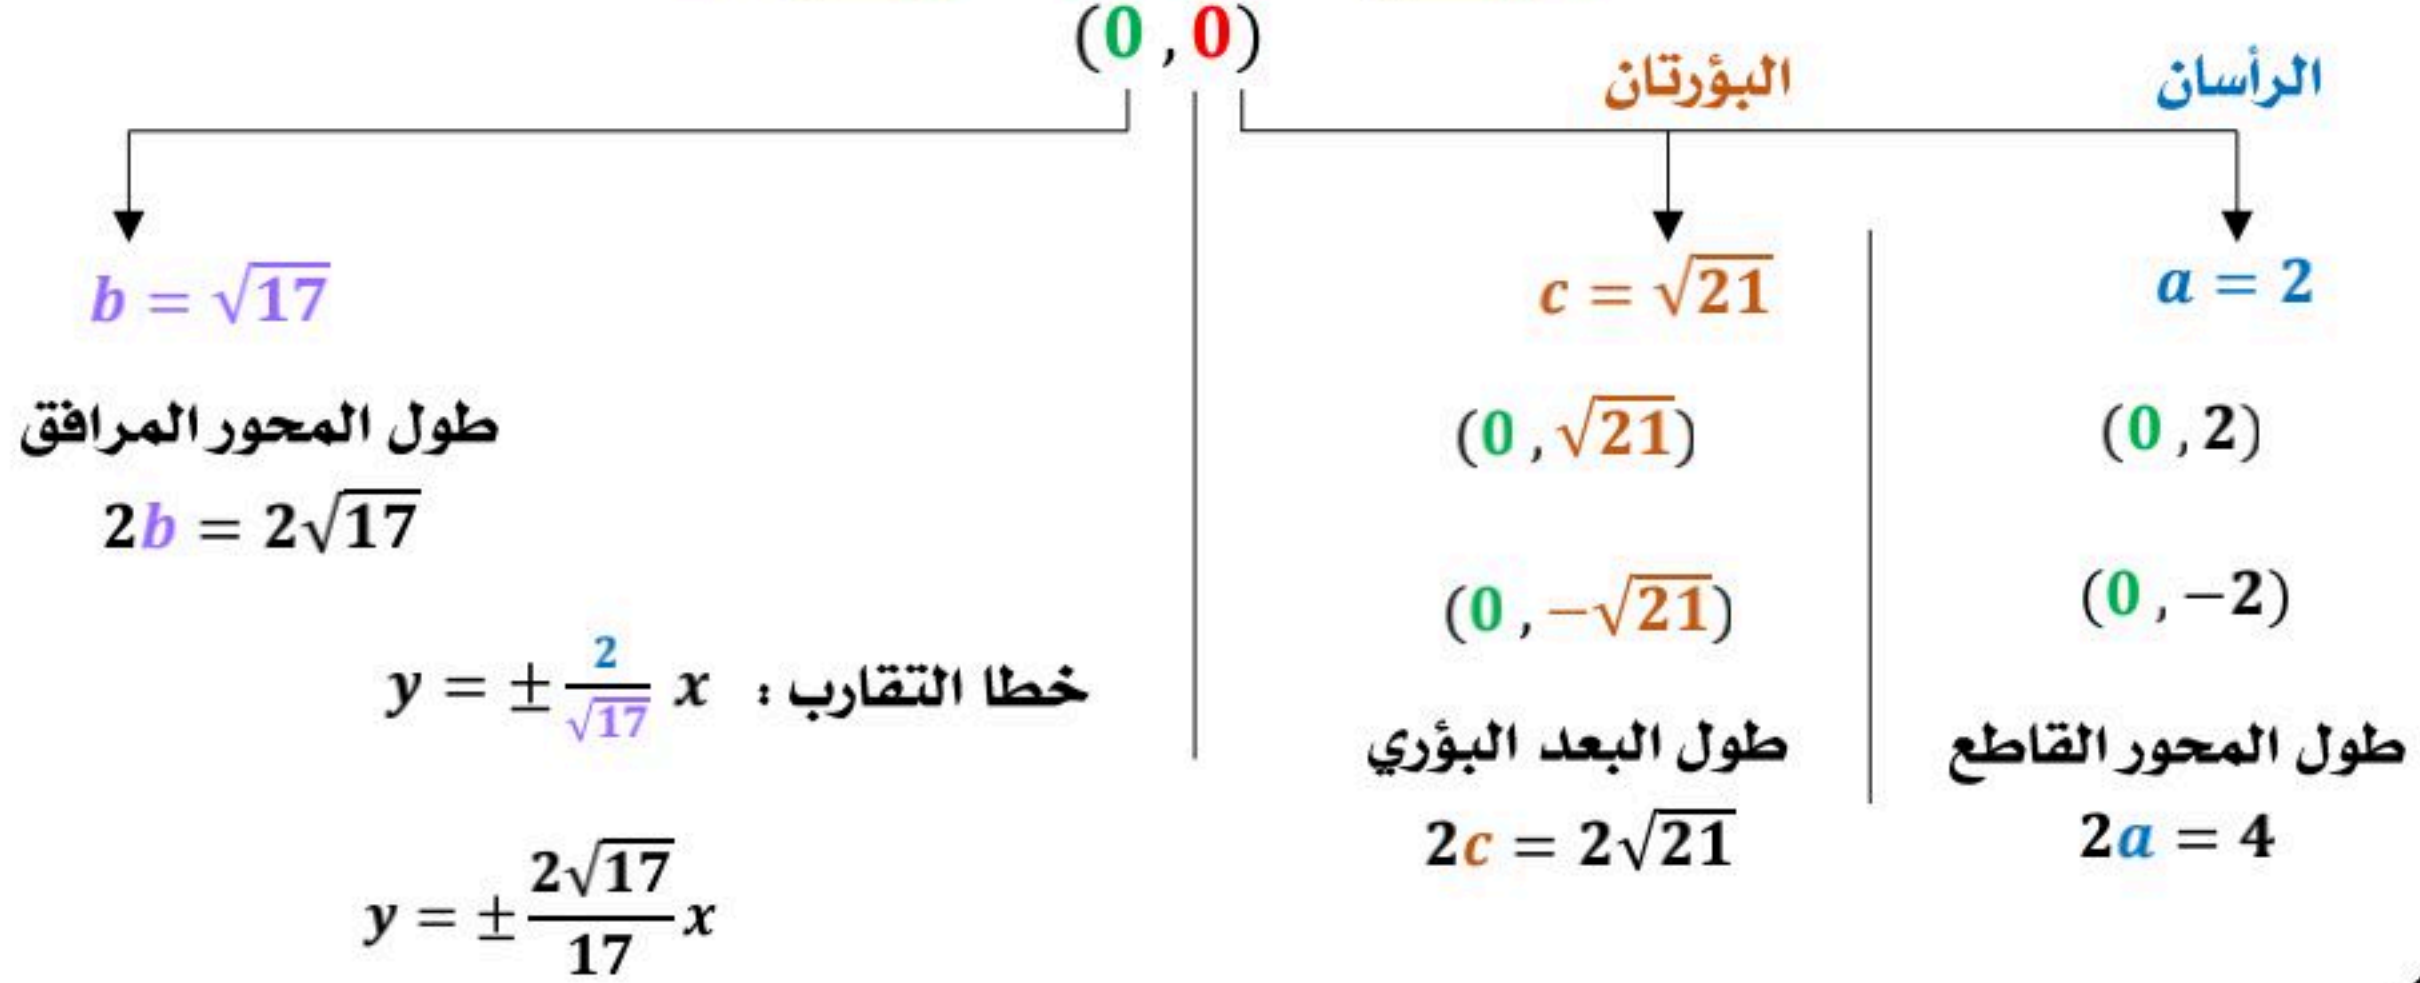 (0 , 0)
الرأسان
a = 2
(0 , 2)
(0 , −2)
طول المحور القاطع
2a = 4
البؤرتان
c = √21
(0 , √21)
(0 , −√21)
طول البعد البؤري
2c = 2√21
b = √17
طول المحور المرافق
2b = 2√17
خطا التقارب : y = ± 2/√17 x
y = ± 2√17/17 x